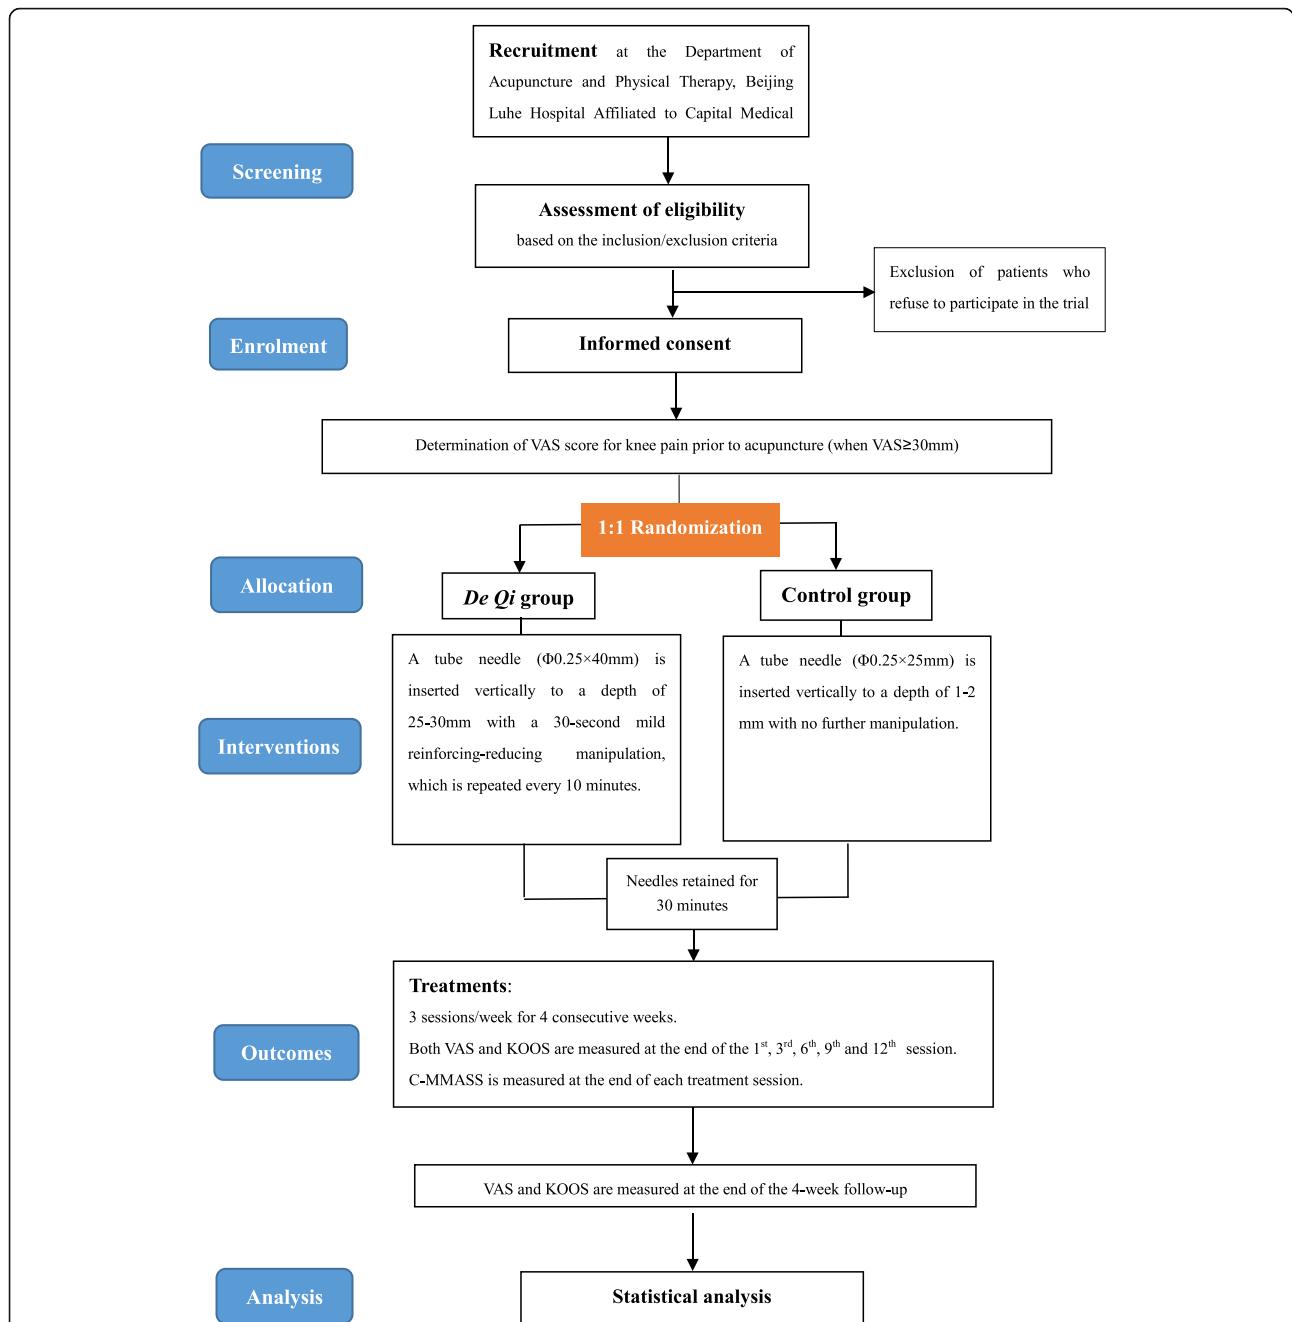 Recruitment at the Department of
Acupuncture and Physical Therapy, Beijing
Luhe Hospital Affiliated to Capital Medical
Screening
Assessment of eligibility
based on the inclusion/exclusion criteria
Exclusion of patients who
refuse to participate in the trial
Enrolment
Informed consent
Determination of VAS score for knee pain prior to acupuncture (when VAS≥30mm)
1:1 Randomization
Allocation
De Qi group
Control group
Interventions
A tube needle (Φ0.25×40mm) is
inserted vertically to a depth of
25-30mm with a 30-second mild
reinforcing-reducing manipulation,
which is repeated every 10 minutes.
A tube needle (Φ0.25×25mm) is
inserted vertically to a depth of 1-2
mm with no further manipulation.
Needles retained for
30 minutes
Outcomes
Treatments:
3 sessions/week for 4 consecutive weeks.
Both VAS and KOOS are measured at the end of the 1st, 3rd, 6th, 9th and 12th session.
C-MMASS is measured at the end of each treatment session.
VAS and KOOS are measured at the end of the 4-week follow-up
Analysis
Statistical analysis